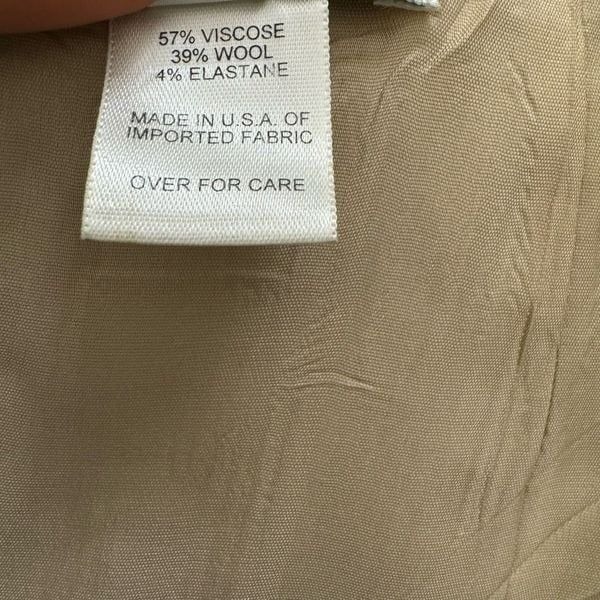 57% VISCOSE
39% WOOL
4% ELASTANE
MADE IN U.S.A. OF
IMPORTED FABRIC
OVER FOR CARE